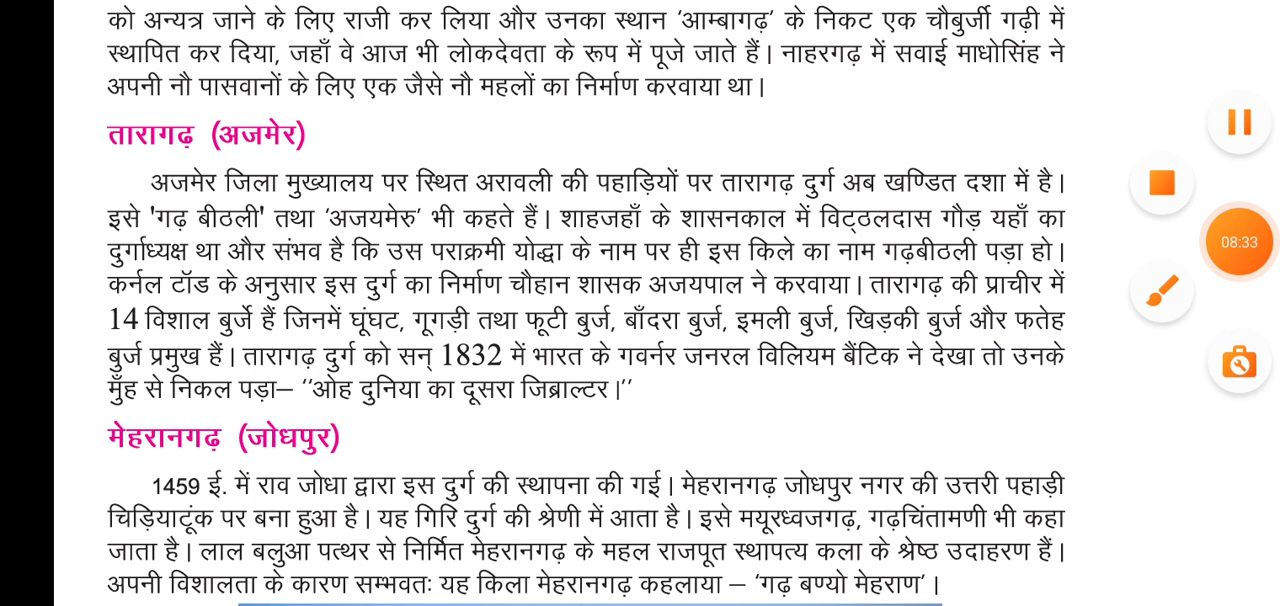 को अन्यत्र जाने के लिए राजी कर लिया और उनका स्थान ‘आम्बागढ़’ के निकट एक चौबुर्जी गढ़ी में
स्थापित कर दिया, जहाँ वे आज भी लोकदेवता के रूप में पूजे जाते हैं। नाहरगढ़ में सवाई माधोसिंह ने
अपनी नौ पासवानों के लिए एक जैसे नौ महलों का निर्माण करवाया था।
तारागढ़ (अजमेर)
अजमेर जिला मुख्यालय पर स्थित अरावली की पहाड़ियों पर तारागढ़ दुर्ग अब खण्डित दशा में है।
इसे 'गढ़ बीठली' तथा ‘अजयमेरु’ भी कहते हैं। शाहजहाँ के शासनकाल में विट्ठलदास गौड़ यहाँ का
दुर्गाध्यक्ष था और संभव है कि उस पराक्रमी योद्धा के नाम पर ही इस किले का नाम गढ़बीठली पड़ा हो।
कर्नल टॉड के अनुसार इस दुर्ग का निर्माण चौहान शासक अजयपाल ने करवाया। तारागढ़ की प्राचीर में
14 विशाल बुर्जे हैं जिनमें घूंघट, गूगड़ी तथा फूटी बुर्ज, बाँदरा बुर्ज, इमली बुर्ज, खिड़की बुर्ज और फतेह
बुर्ज प्रमुख हैं। तारागढ़ दुर्ग को सन् 1832 में भारत के गवर्नर जनरल विलियम बैंटिक ने देखा तो उनके
मुँह से निकल पड़ा– ‘‘ओह दुनिया का दूसरा जिब्राल्टर।’’
मेहरानगढ़ (जोधपुर)
1459 ई. में राव जोधा द्वारा इस दुर्ग की स्थापना की गई। मेहरानगढ़ जोधपुर नगर की उत्तरी पहाड़ी
चिड़ियाटूंक पर बना हुआ है। यह गिरि दुर्ग की श्रेणी में आता है। इसे मयूरध्वजगढ़, गढ़चिंतामणी भी कहा
जाता है। लाल बलुआ पत्थर से निर्मित मेहरानगढ़ के महल राजपूत स्थापत्य कला के श्रेष्ठ उदाहरण हैं।
अपनी विशालता के कारण सम्भवतः यह किला मेहरानगढ़ कहलाया – ‘गढ़ बण्यो मेहराण’।
08:33